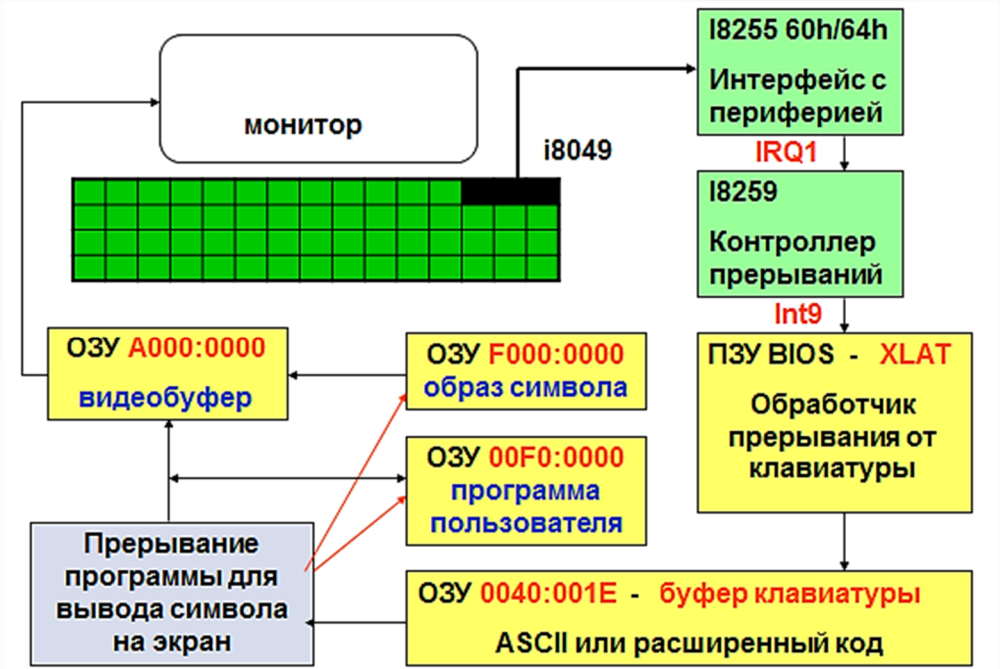 монитор
i8049
I8255 60h/64h
Интерфейс с
периферией
IRQ1
I8259
Контроллер
прерываний
Int9
ПЗУ BIOS - XLAT
Обработчик
прерывания от
клавиатуры
ОЗУ A000:0000
видеобуфер
ОЗУ F000:0000
образ символа
ОЗУ 00F0:0000
программа
пользователя
Прерывание
программы для
вывода символа
на экран
ОЗУ 0040:001E - буфер клавиатуры
ASCII или расширенный код